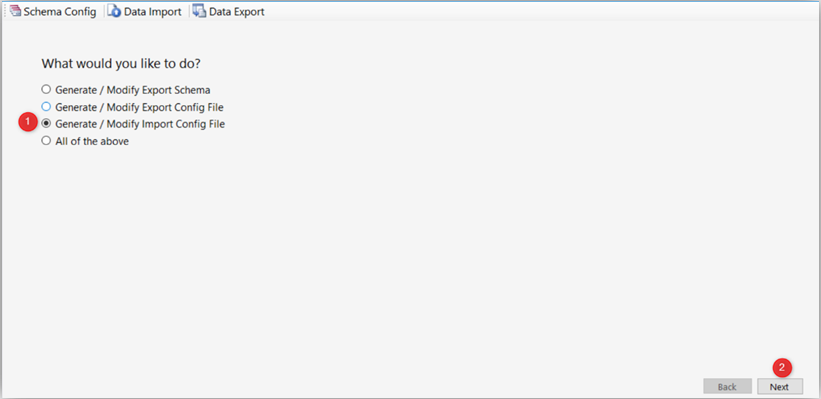 Schema Config Data Import Data Export
What would you like to do?
Generate / Modify Export Schema
Generate / Modify Export Config File
1 Generate / Modify Import Config File
All of the above
2
Back Next